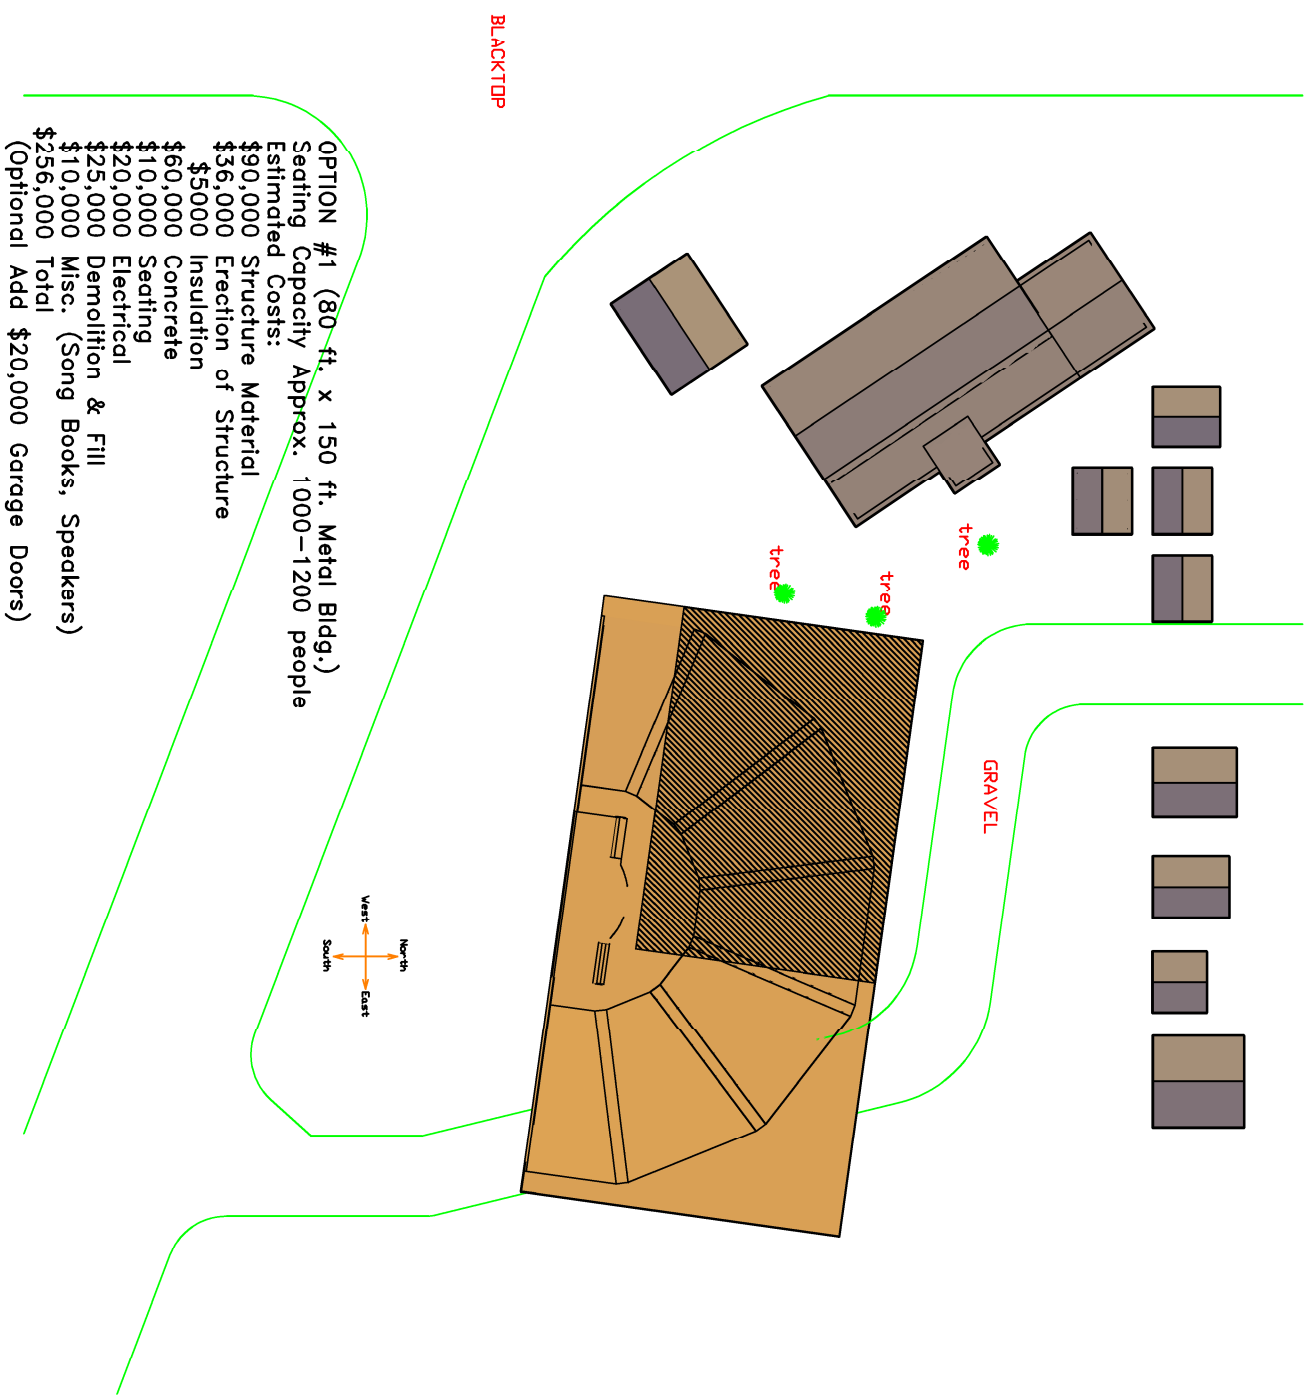 BLACKTOP
OPTION #1 (80 ft. x 150 ft. Metal Bldg.)
Seating Capacity Approx. 1000-1200 people
Estimated Costs:
$90,000 Structure Material
$36,000 Erection of Structure
$5000 Insulation
$60,000 Concrete
$10,000 Seating
$20,000 Electrical
$25,000 Demolition & Fill
$10,000 Misc. (Song Books, Speakers)
$256,000 Total
(Optional Add $20,000 Garage Doors)
tree
tree
tree
GRAVEL
North
West
East
South